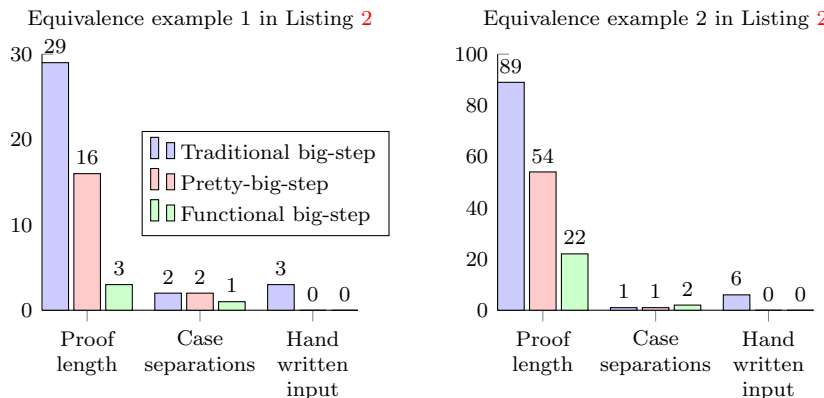 Equivalence example 1 in Listing 2
30
20
10
0
29
16
3
2
2
1
3
0
0
Traditional big-step
Pretty-big-step
Functional big-step
Proof
length
Case
separations
Hand
written
input
Equivalence example 2 in Listing 2
100
80
60
40
20
0
89
54
22
1
1
2
6
0
0
Proof
length
Case
separations
Hand
written
input